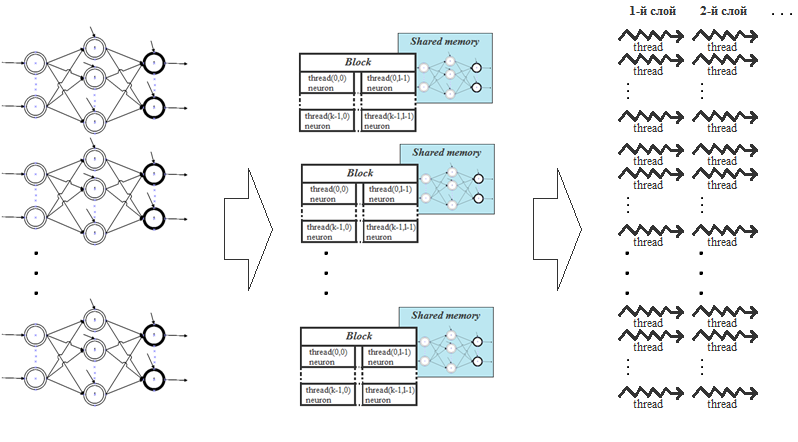 1-й слой 2-й слой . . .
Shared memory
Block
thread(0,0) neuron
thread(0,l-1) neuron
thread(k-1,0) neuron
thread(k-1,l-1) neuron
Shared memory
Block
thread(0,0) neuron
thread(0,l-1) neuron
thread(k-1,0) neuron
thread(k-1,l-1) neuron
Shared memory
Block
thread(0,0) neuron
thread(0,l-1) neuron
thread(k-1,0) neuron
thread(k-1,l-1) neuron
thread thread
thread thread
thread thread
thread thread
thread thread
thread thread
thread thread
thread thread
thread thread